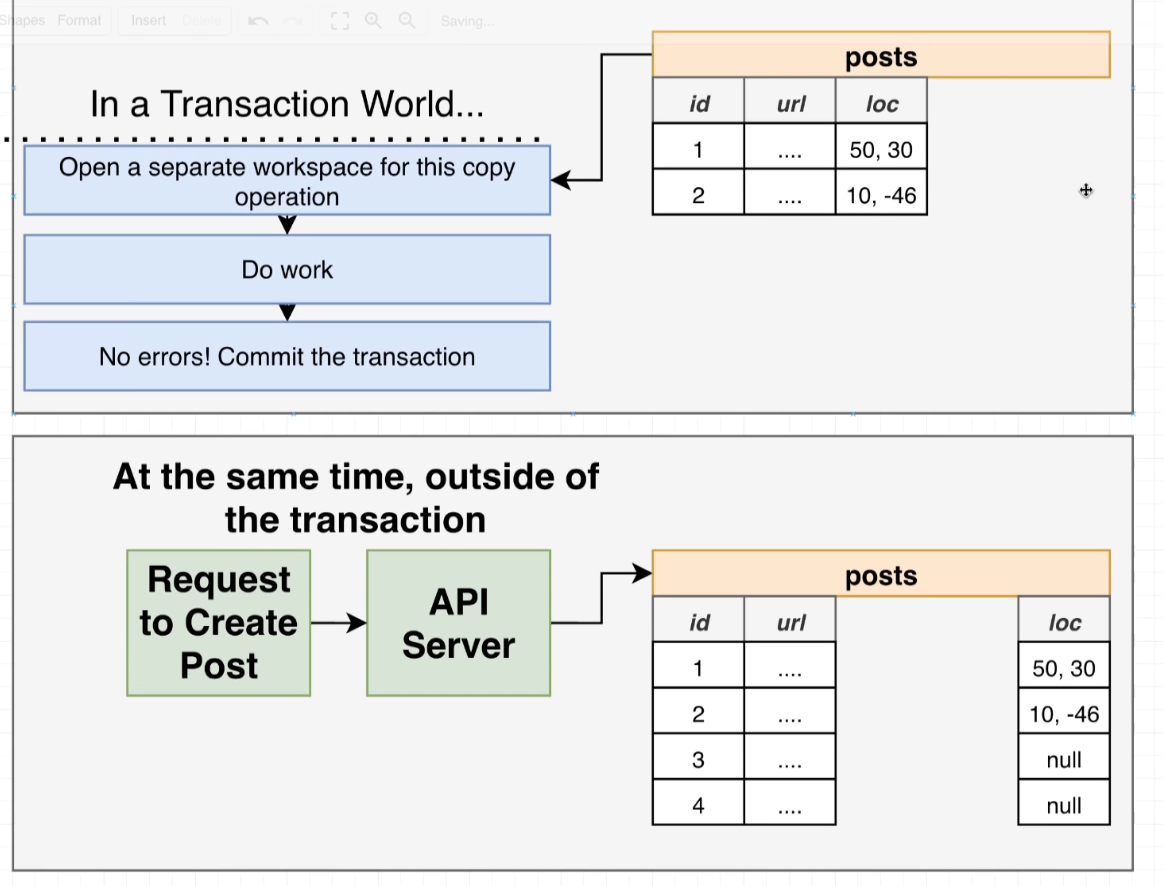 Shapes Format Insert Delete Saving...
posts
id url loc
1 .... 50, 30
2 .... 10, -46
In a Transaction World...
Open a separate workspace for this copy
operation
Do work
No errors! Commit the transaction
At the same time, outside of
the transaction
Request
to Create
Post
API
Server
posts
id url loc
1 .... 50, 30
2 .... 10, -46
3 .... null
4 .... null